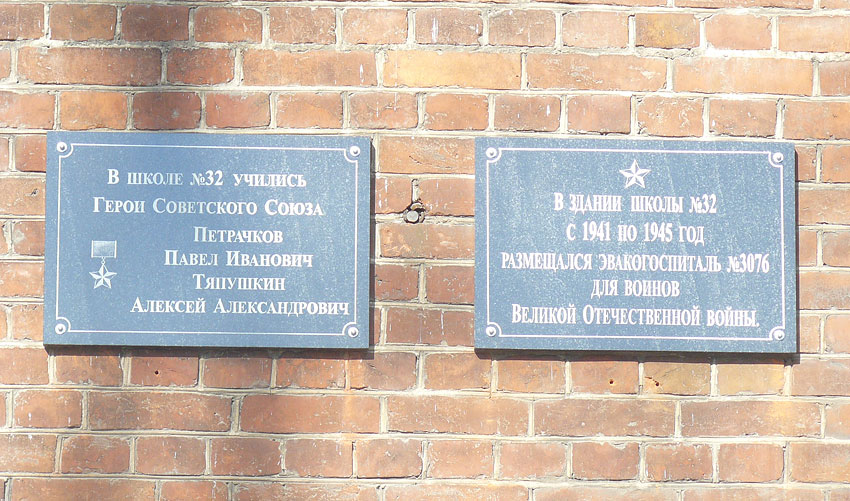 В школе №32 учились
Герои Советского Союза
Петрачков
Павел Иванович
Тяпушкин
Алексей Александрович
В здании школы №32
с 1941 по 1945 год
размещался эвакогоспиталь №3076
для воинов
Великой Отечественной войны.